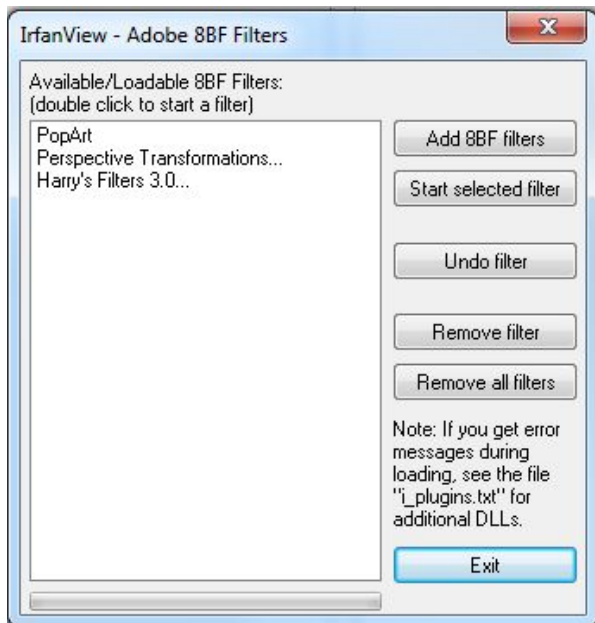 IrfanView - Adobe 8BF Filters
Available/Loadable 8BF Filters:
(double click to start a filter)
PopArt
Perspective Transformations...
Harry's Filters 3.0...
Add 8BF filters
Start selected filter
Undo filter
Remove filter
Remove all filters
Note: If you get error
messages during
loading, see the file
"i_plugins.txt" for
additional DLLs.
Exit